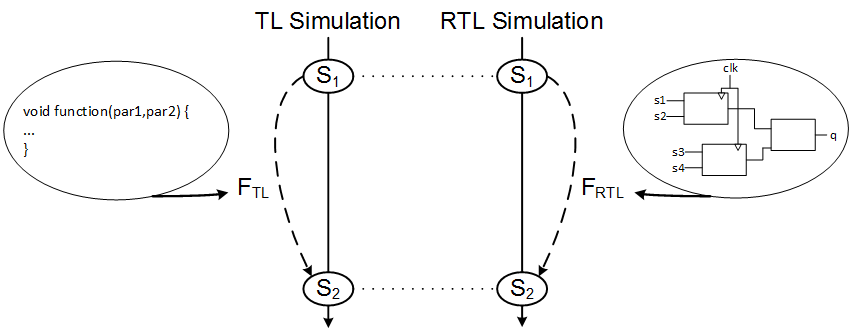 TL Simulation
RTL Simulation
S1
S1
void function(par1,par2) {
...
}
clk
s1
s2
q
s3
s4
FTL
FRTL
S2
S2